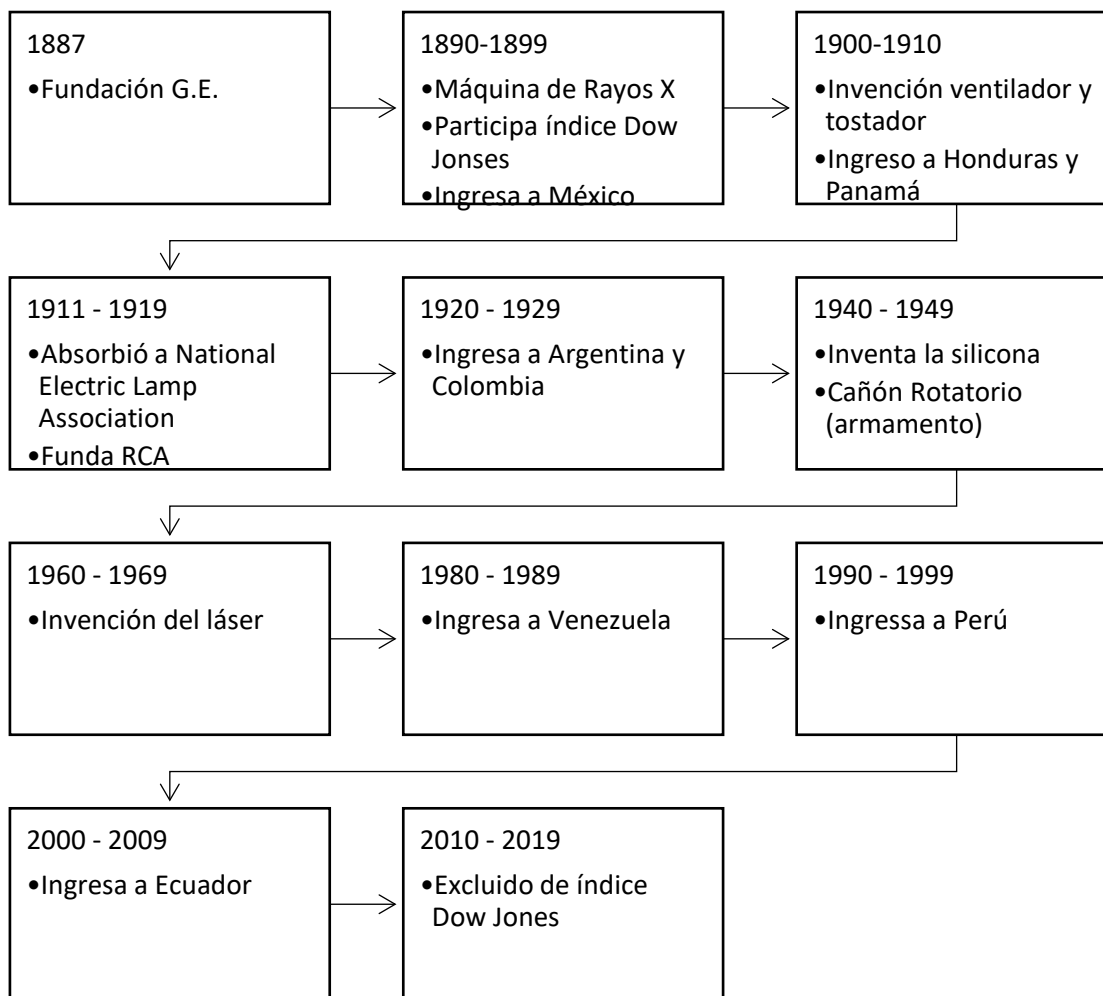 1887
•Fundación G.E.
1890-1899
•Máquina de Rayos X
•Participa índice Dow
Jonses
•Ingresa a México
1900-1910
•Invención ventilador y
tostador
•Ingreso a Honduras y
Panamá
1911 - 1919
•Absorbió a National
Electric Lamp
Association
•Funda RCA
1920 - 1929
•Ingresa a Argentina y
Colombia
1940 - 1949
•Inventa la silicona
•Cañón Rotatorio
(armamento)
1960 - 1969
•Invención del láser
1980 - 1989
•Ingresa a Venezuela
1990 - 1999
•Ingressa a Perú
2000 - 2009
•Ingresa a Ecuador
2010 - 2019
•Excluido de índice
Dow Jones